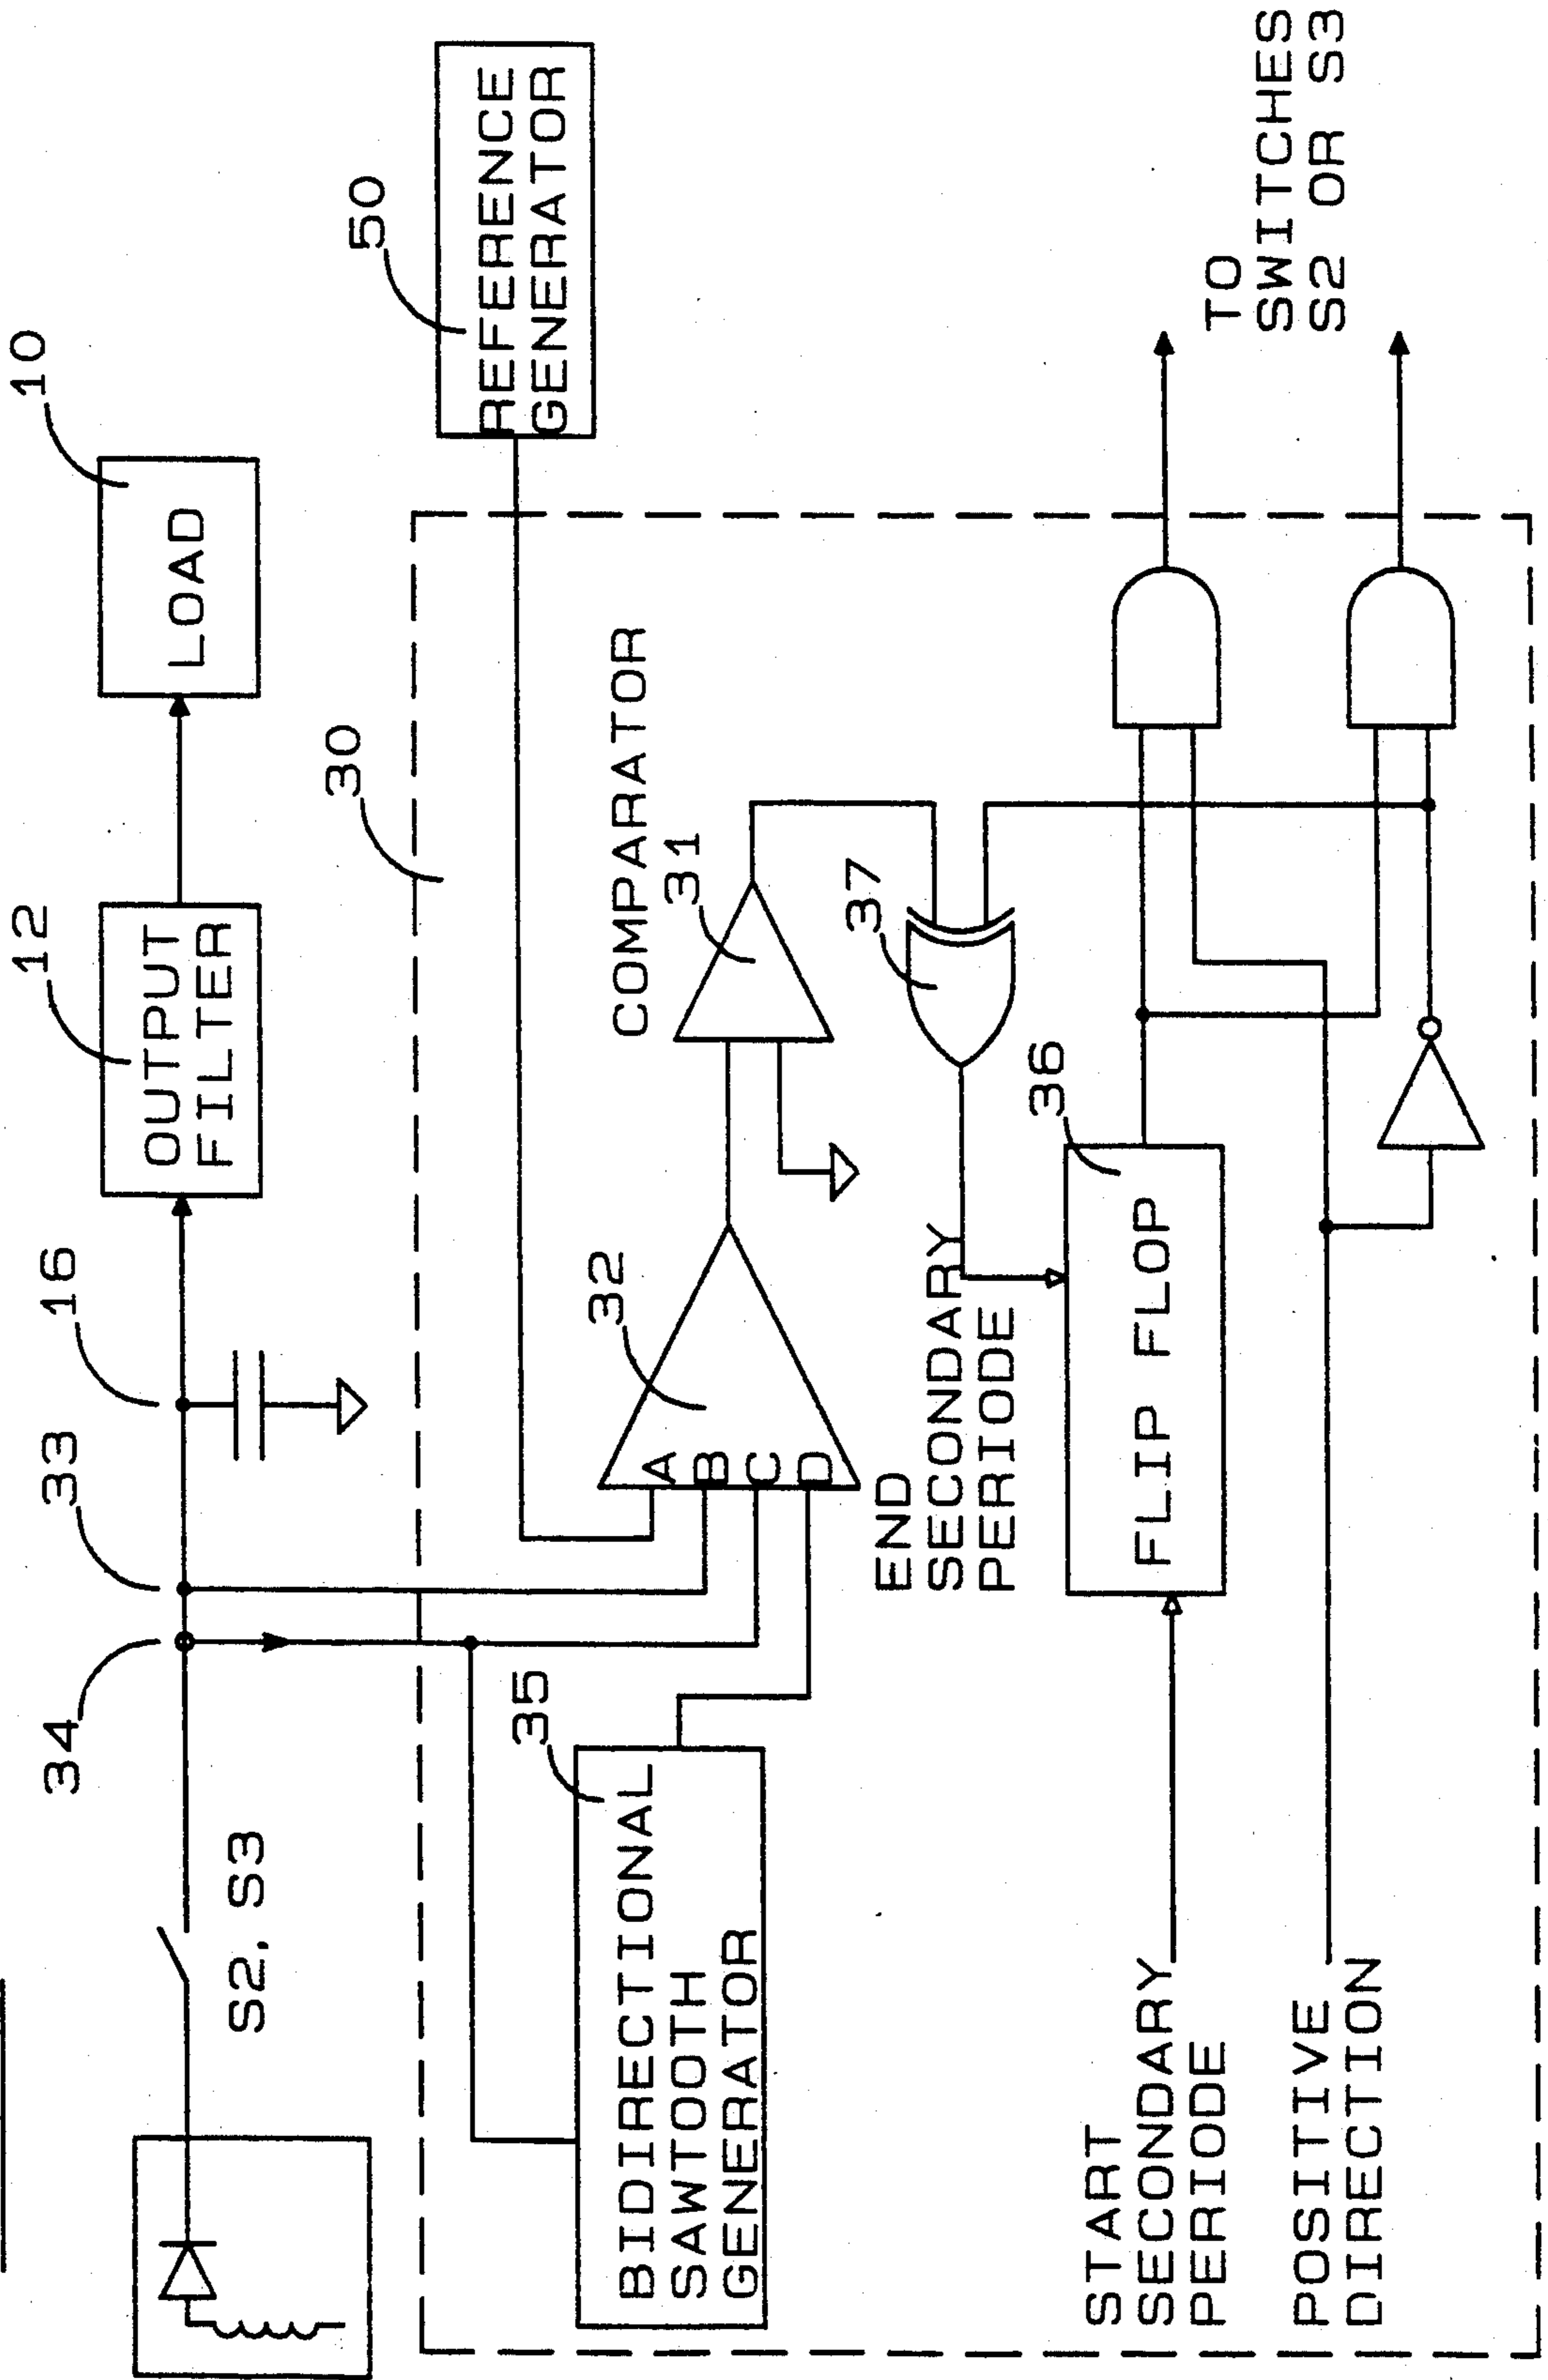 34
33
16
12
10
S2, S3
OUTPUT
FILTER
LOAD
30
50
REFERENCE
GENERATOR
35
BIDIRECTIONAL
SAWTOOTH
GENERATOR
32
A
B
C
D
COMPARATOR
31
37
END
SECONDARY
PERIODE
36
FLIP FLOP
START
SECONDARY
PERIODE
POSITIVE
DIRECTION
TO
SWITCHES
S2 OR S3